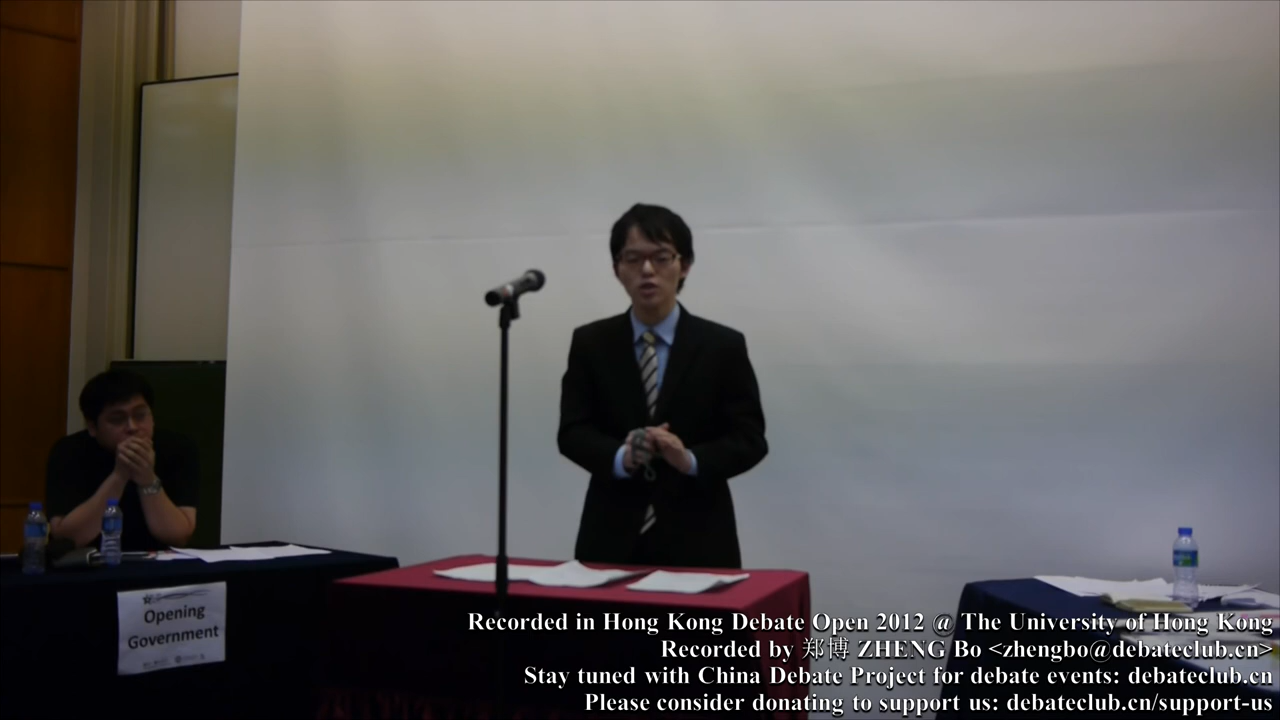 Opening
Government
Recorded in Hong Kong Debate Open 2012 @ The University of Hong Kong
Recorded by 郑博 ZHENG Bo <zhengbo@debateclub.cn>
Stay tuned with China Debate Project for debate events: debateclub.cn
Please consider donating to support us: debateclub.cn/support-us